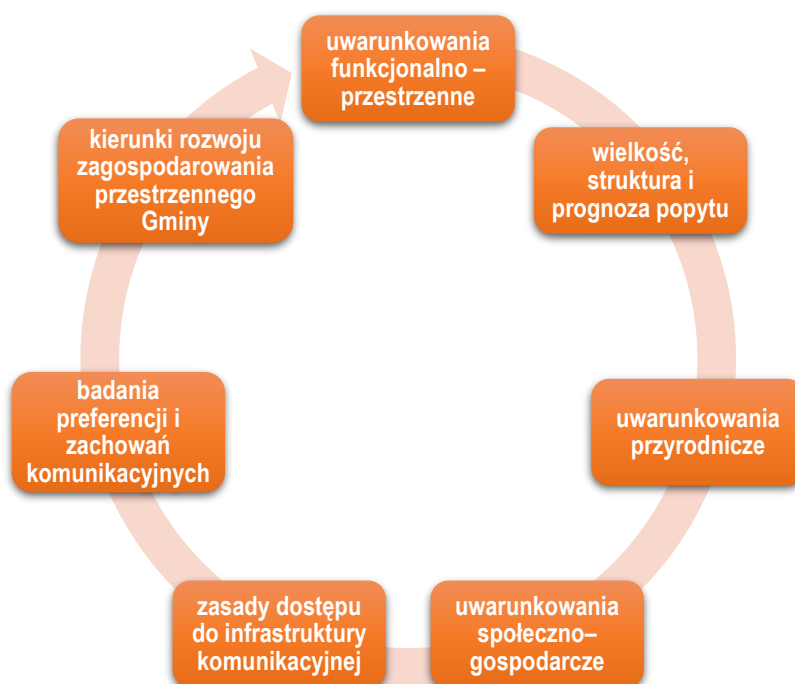 uwarunkowania
funkcjonalno –
przestrzenne
wielkość,
struktura i
prognoza popytu
uwarunkowania
przyrodnicze
uwarunkowania
społeczno–
gospodarcze
zasady dostępu
do infrastruktury
komunikacyjnej
badania
preferencji i
zachowań
komunikacyjnych
kierunki rozwoju
zagospodarowania
przestrzennego
Gminy